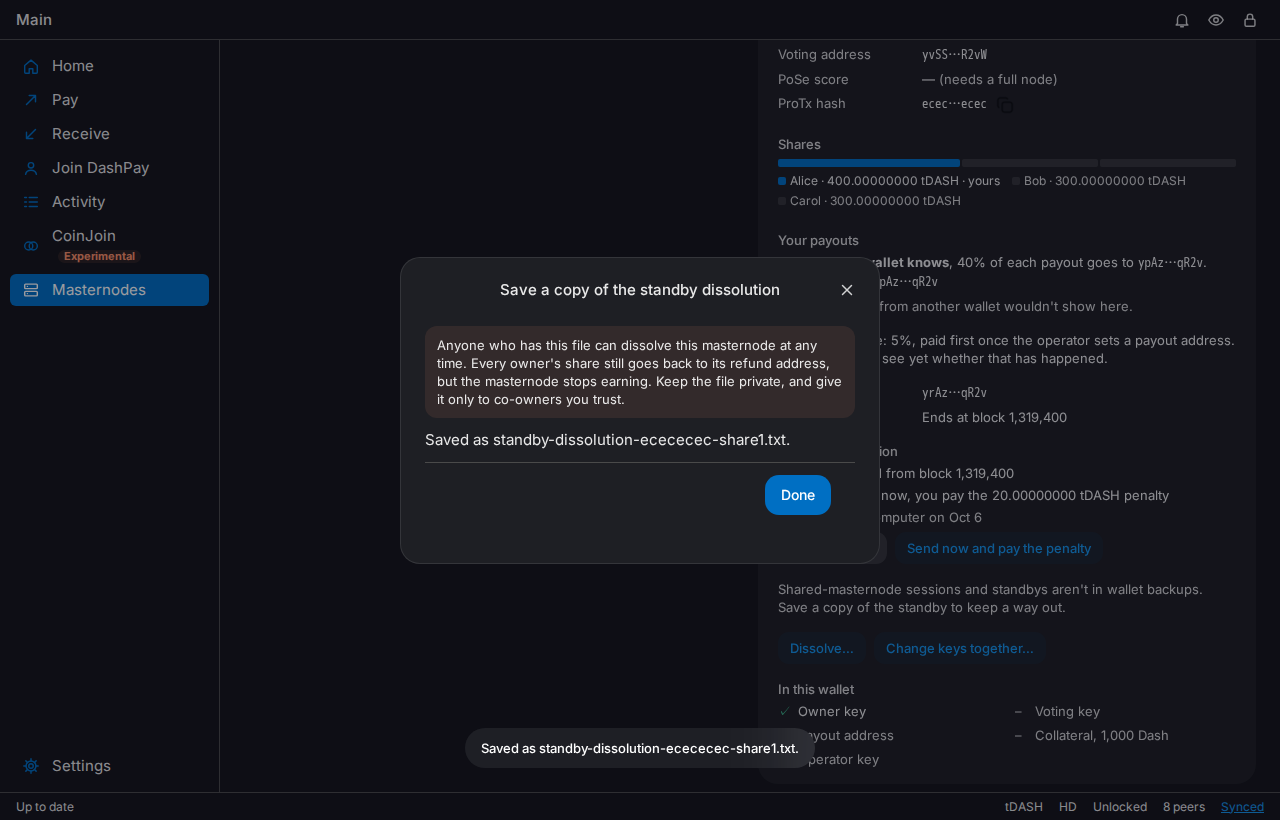 Main
Home
Pay
Receive
Join DashPay
Activity
CoinJoin
Experimental
Masternodes
Settings
Voting address yvSS⋯R2vW
PoSe score — (needs a full node)
ProTx hash ecec⋯ecec
Shares
Alice · 400.00000000 tDASH · yours Bob · 300.00000000 tDASH
Carol · 300.00000000 tDASH
Your payouts
knows, 40% of each payout goes to ypAz⋯qR2v.
pAz⋯qR2v
from another wallet wouldn't show here.
5%, paid first once the operator sets a payout address.
see yet whether that has happened.
yrAz⋯qR2v
Ends at block 1,319,400
from block 1,319,400
now, you pay the 20.00000000 tDASH penalty
on Oct 6
Send now and pay the penalty
Shared-masternode sessions and standbys aren't in wallet backups.
Save a copy of the standby to keep a way out.
Dissolve… Change keys together…
In this wallet
✓ Owner key – Voting key
address – Collateral, 1,000 Dash
key
Save a copy of the standby dissolution
Anyone who has this file can dissolve this masternode at any
time. Every owner's share still goes back to its refund address,
but the masternode stops earning. Keep the file private, and give
it only to co-owners you trust.
Saved as standby-dissolution-ecececec-share1.txt.
Done
Saved as standby-dissolution-ecececec-share1.txt.
Up to date tDASH HD Unlocked 8 peers Synced